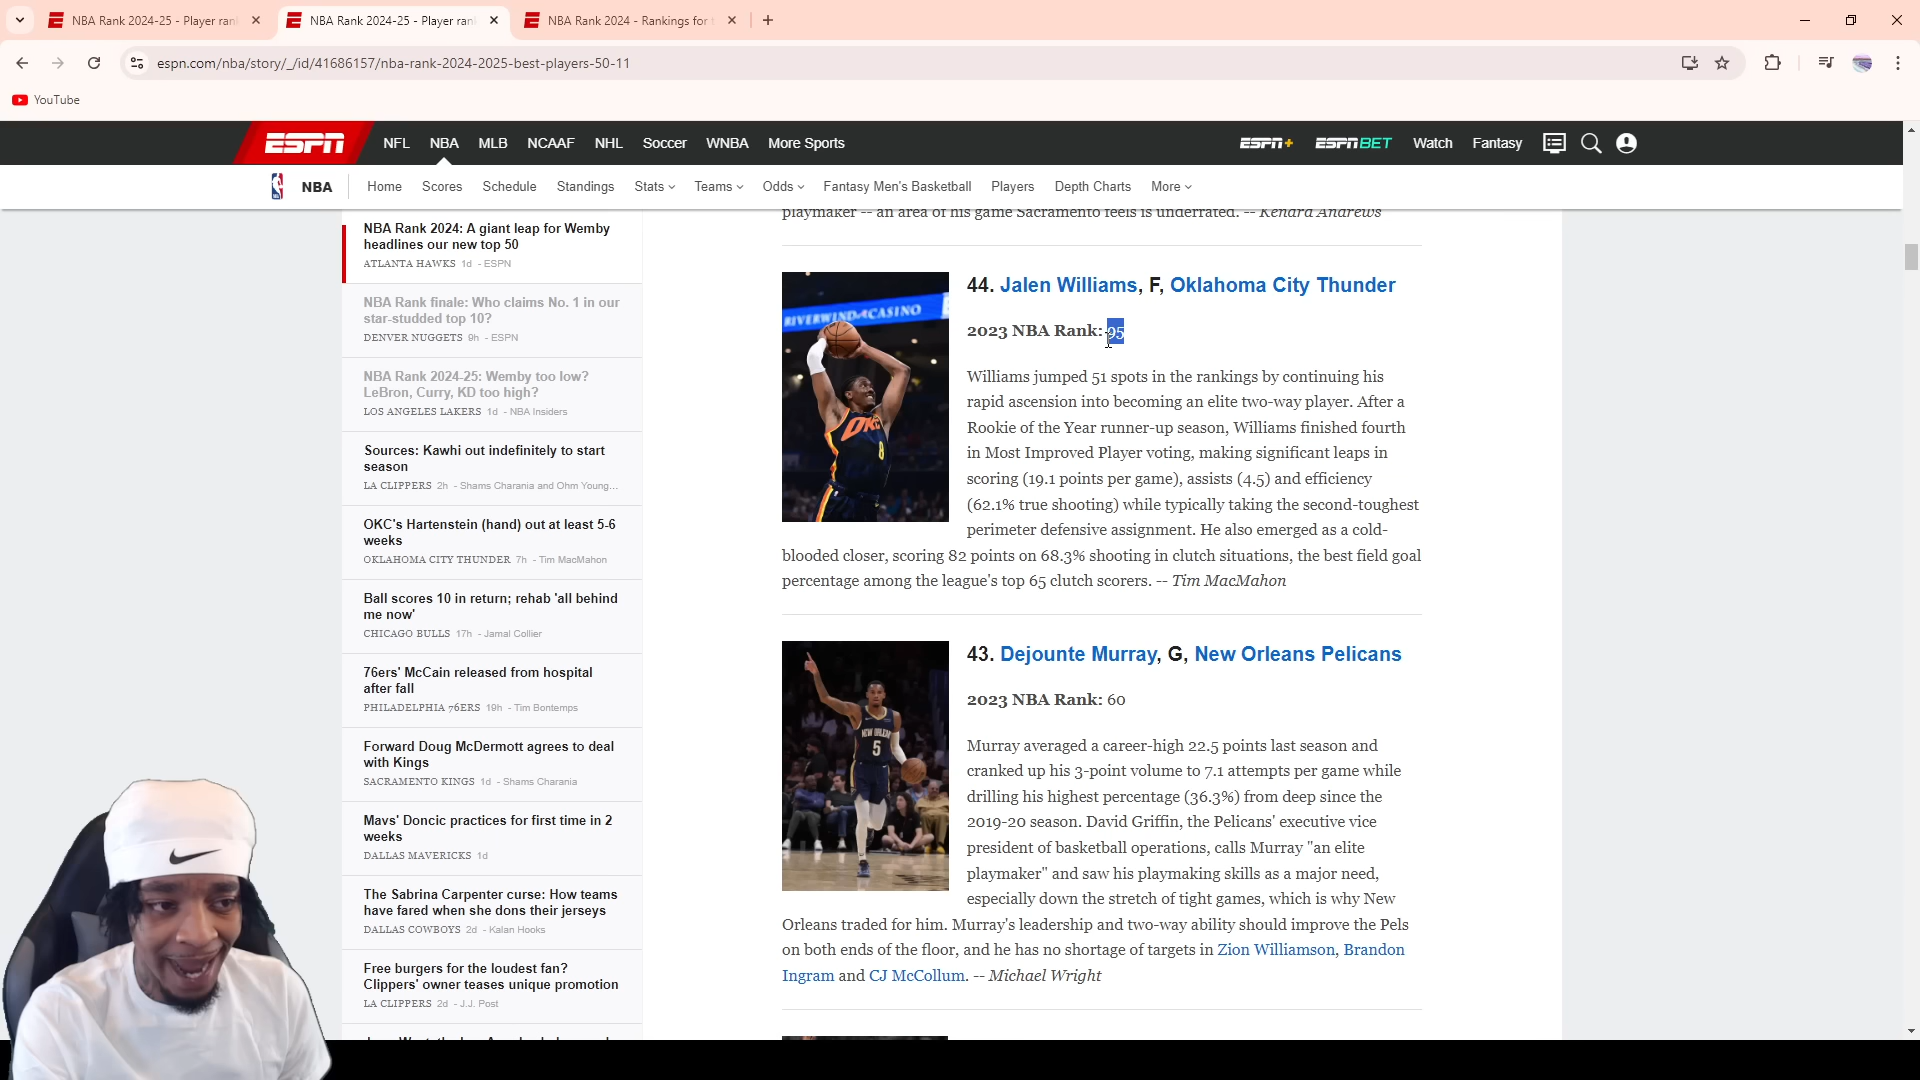 NBA Rank 2024-25 - Player ran
NBA Rank 2024-25 - Player rank
NBA Rank 2024 - Rankings for t
espn.com/nba/story/_/id/41686157/nba-rank-2024-2025-best-players-50-11
YouTube
ESPN
NFL NBA MLB NCAAF NHL Soccer WNBA More Sports
ESPN+ ESPNBET Watch Fantasy
NBA Home Scores Schedule Standings Stats Teams Odds Fantasy Men's Basketball Players Depth Charts More
NBA Rank 2024: A giant leap for Wemby
headlines our new top 50
ATLANTA HAWKS 1d - ESPN
NBA Rank finale: Who claims No. 1 in our
star-studded top 10?
DENVER NUGGETS 9h - ESPN
NBA Rank 2024-25: Wemby too low?
LeBron, Curry, KD too high?
LOS ANGELES LAKERS 1d - NBA Insiders
Sources: Kawhi out indefinitely to start
season
LA CLIPPERS 2h - Shams Charania and Ohm Young...
OKC's Hartenstein (hand) out at least 5-6
weeks
OKLAHOMA CITY THUNDER 7h - Tim MacMahon
Ball scores 10 in return; rehab 'all behind
me now'
CHICAGO BULLS 17h - Jamal Collier
76ers' McCain released from hospital
after fall
PHILADELPHIA 76ERS 19h - Tim Bontemps
Forward Doug McDermott agrees to deal
with Kings
SACRAMENTO KINGS 1d - Shams Charania
Mavs' Doncic practices for first time in 2
weeks
DALLAS MAVERICKS 1d
The Sabrina Carpenter curse: How teams
have fared when she dons their jerseys
DALLAS COWBOYS 2d - Kalan Hooks
Free burgers for the loudest fan?
Clippers' owner teases unique promotion
LA CLIPPERS 2d - J.J. Post
playmaker -- an area of his game Sacramento feels is underrated. -- Kendra Andrews
RIVERWIND CASINO
OKC
8
44. Jalen Williams, F, Oklahoma City Thunder
2023 NBA Rank: 95
Williams jumped 51 spots in the rankings by continuing his
rapid ascension into becoming an elite two-way player. After a
Rookie of the Year runner-up season, Williams finished fourth
in Most Improved Player voting, making significant leaps in
scoring (19.1 points per game), assists (4.5) and efficiency
(62.1% true shooting) while typically taking the second-toughest
perimeter defensive assignment. He also emerged as a cold-
blooded closer, scoring 82 points on 68.3% shooting in clutch situations, the best field goal
percentage among the league's top 65 clutch scorers. -- Tim MacMahon
NEW ORLEANS
5
43. Dejounte Murray, G, New Orleans Pelicans
2023 NBA Rank: 60
Murray averaged a career-high 22.5 points last season and
cranked up his 3-point volume to 7.1 attempts per game while
drilling his highest percentage (36.3%) from deep since the
2019-20 season. David Griffin, the Pelicans' executive vice
president of basketball operations, calls Murray "an elite
playmaker" and saw his playmaking skills as a major need,
especially down the stretch of tight games, which is why New
Orleans traded for him. Murray's leadership and two-way ability should improve the Pels
on both ends of the floor, and he has no shortage of targets in Zion Williamson, Brandon
Ingram and CJ McCollum. -- Michael Wright